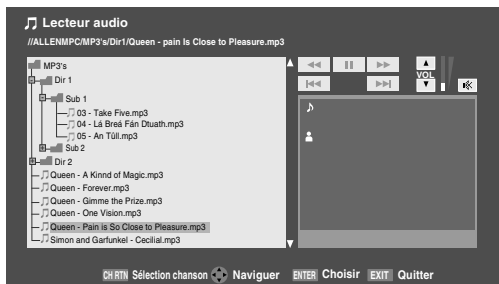 Lecteur audio
//ALLENMPC/MP3's/Dir1/Queen - pain Is Close to Pleasure.mp3
MP3's
Dir 1
Sub 1
03 - Take Five.mp3
04 - Lá Breá Fán Dtuath.mp3
05 - An Tûll.mp3
Sub 2
Dir 2
Queen - A Kinnd of Magic.mp3
Queen - Forever.mp3
Queen - Gimme the Prize.mp3
Queen - One Vision.mp3
Queen - Pain is So Close to Pleasure.mp3
Simon and Garfunkel - Cecilial.mp3
VOL
CH RTN Sélection chanson Naviguer ENTER Choisir EXIT Quitter